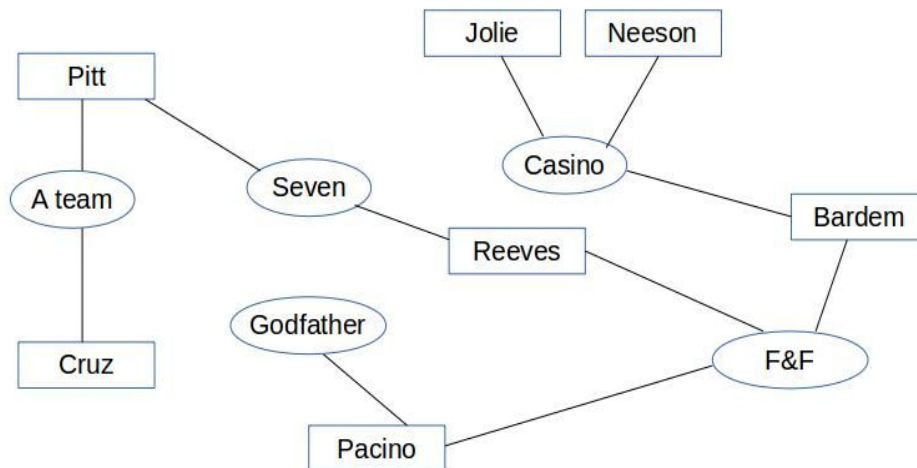 Jolie
Neeson
Pitt
Casino
Seven
A team
Bardem
Reeves
Godfather
Cruz
F&F
Pacino